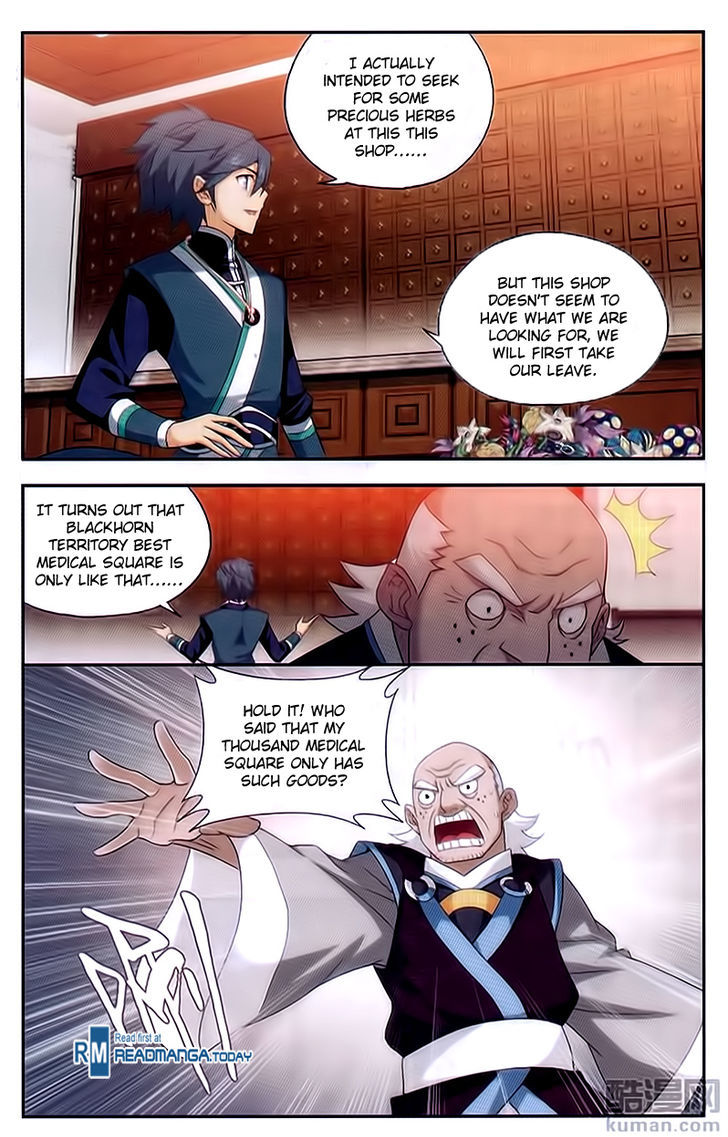 I ACTUALLY
INTENDED TO SEEK
FOR SOME
PRECIOUS HERBS
AT THIS THIS
SHOP......
BUT THIS SHOP
DOESN'T SEEM TO
HAVE WHAT WE ARE
LOOKING FOR, WE
WILL FIRST TAKE
OUR LEAVE.
IT TURNS OUT THAT
BLACKHORN
TERRITORY BEST
MEDICAL SQUARE IS
ONLY LIKE THAT......
HOLD IT! WHO
SAID THAT MY
THOUSAND MEDICAL
SQUARE ONLY HAS
SUCH GOODS?
RM
Read first at
READMANGA.TODAY
酷漫网
kuman.com